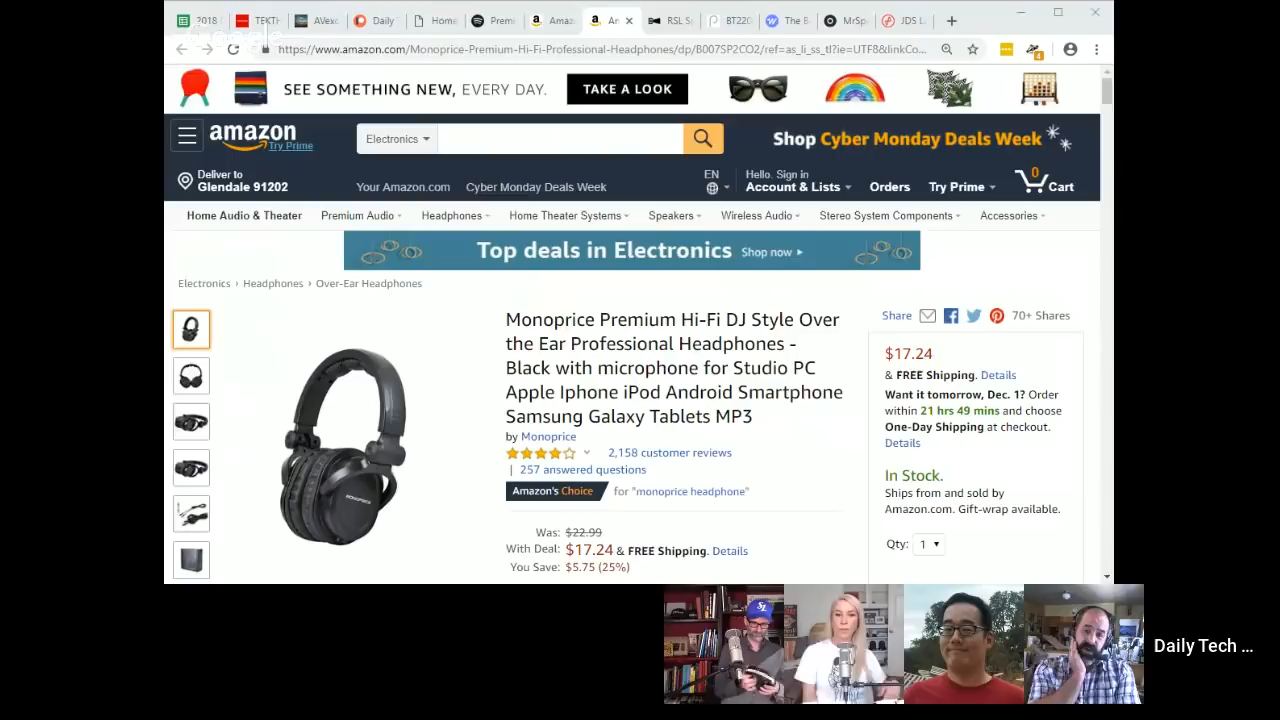 2018
TEKTH
AVexc
Daily
Home
Premi
Amaz
An
RSL S
BT220
The B
MrSp
JDS L
https://www.amazon.com/Monoprice-Premium-Hi-Fi-Professional-Headphones/dp/B007SP2CO2/ref=as_li_ss_tl?ie=UTF8&linkCo...
4
SEE SOMETHING NEW, EVERY DAY.
TAKE A LOOK
amazon
Try Prime
Electronics
Shop Cyber Monday Deals Week
Deliver to
Glendale 91202
Your Amazon.com
Cyber Monday Deals Week
EN
Hello. Sign in
Account & Lists
Orders
Try Prime
0
Cart
Home Audio & Theater
Premium Audio
Headphones
Home Theater Systems
Speakers
Wireless Audio
Stereo System Components
Accessories
Top deals in Electronics Shop now
Electronics › Headphones › Over-Ear Headphones
Monoprice Premium Hi-Fi DJ Style Over
the Ear Professional Headphones -
Black with microphone for Studio PC
Apple Iphone iPod Android Smartphone
Samsung Galaxy Tablets MP3
by Monoprice
2,158 customer reviews
| 257 answered questions
Amazon's Choice for "monoprice headphone"
Was: $22.99
With Deal: $17.24 & FREE Shipping. Details
You Save: $5.75 (25%)
MONOPRICE
Share
70+ Shares
$17.24
& FREE Shipping. Details
Want it tomorrow, Dec. 1? Order
within 21 hrs 49 mins and choose
One-Day Shipping at checkout.
Details
In Stock.
Ships from and sold by
Amazon.com. Gift-wrap available.
Qty: 1
Daily Tech ...